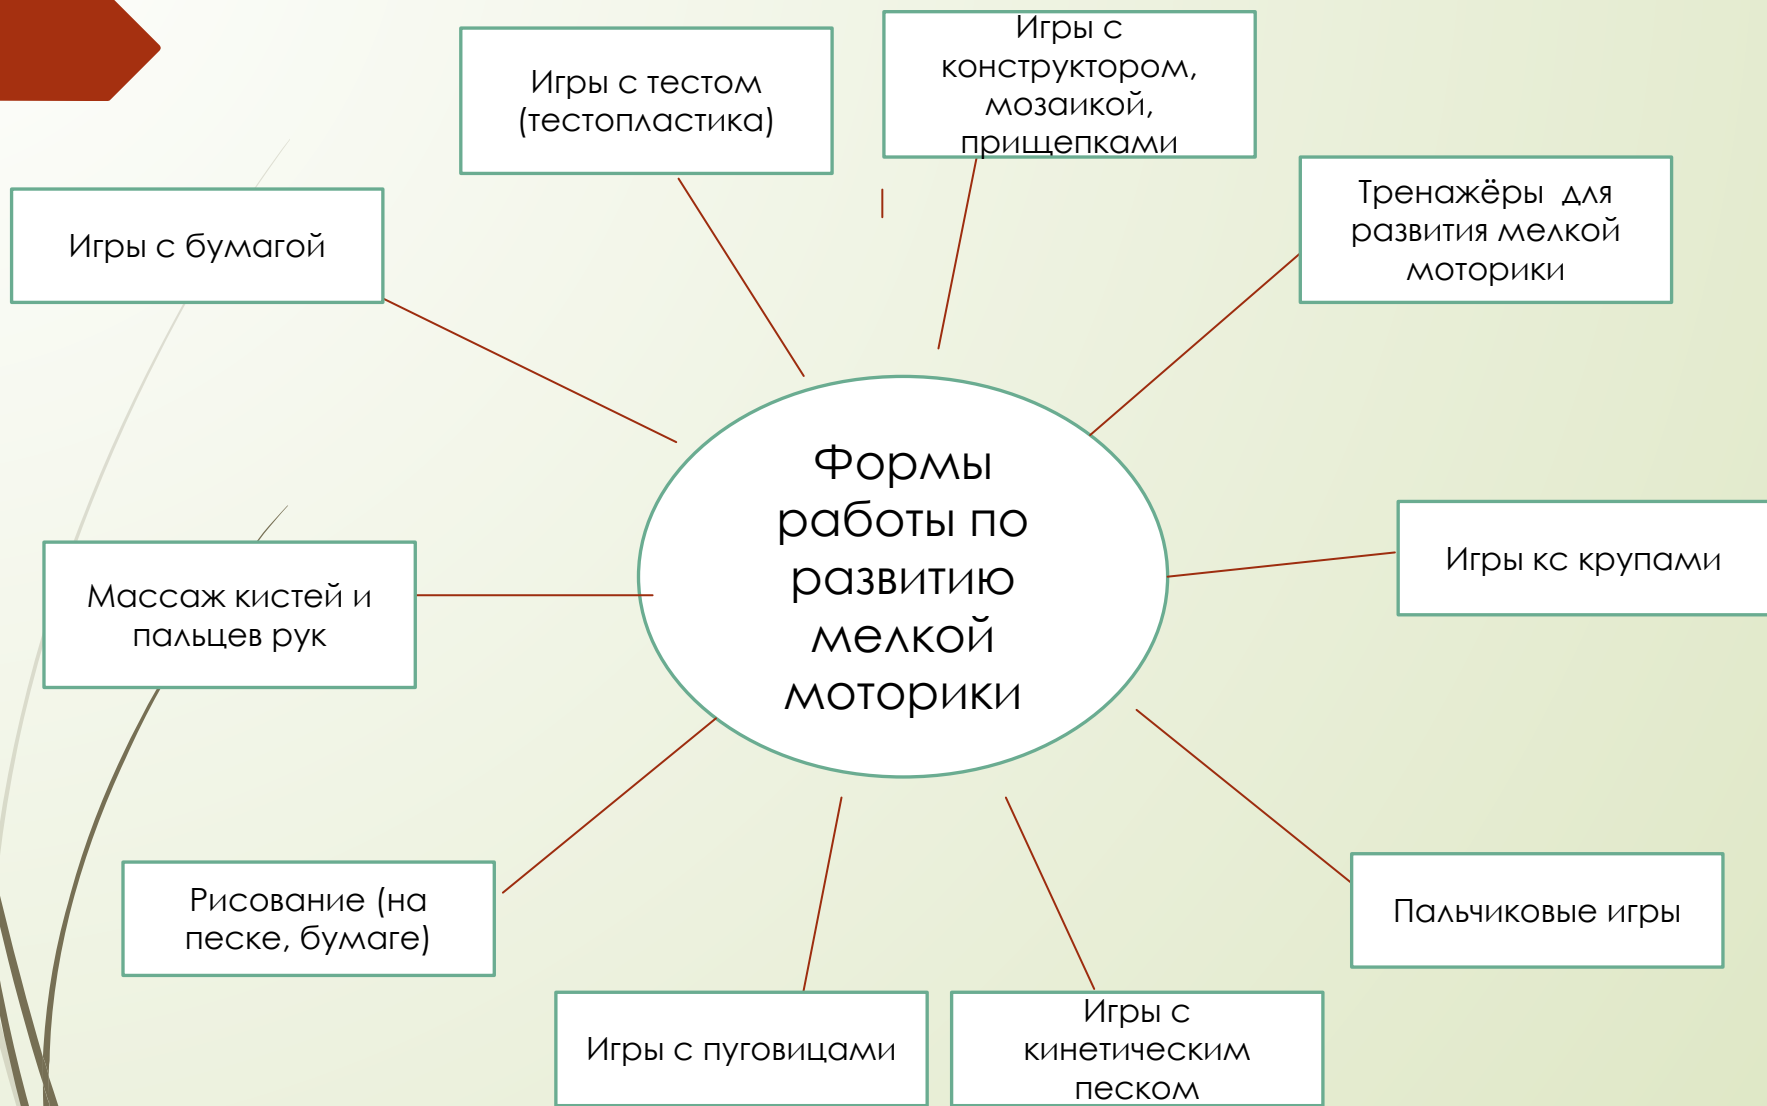 Игры с
конструктором,
мозаикой,
прищепками
Игры с тестом
(тестопластика)
Тренажёры для
развития мелкой
моторики
Игры с бумагой
Формы
работы по
развитию
мелкой
моторики
Игры кс крупами
Массаж кистей и
пальцев рук
Рисование (на
песке, бумаге)
Пальчиковые игры
Игры с пуговицами
Игры с
кинетическим
песком